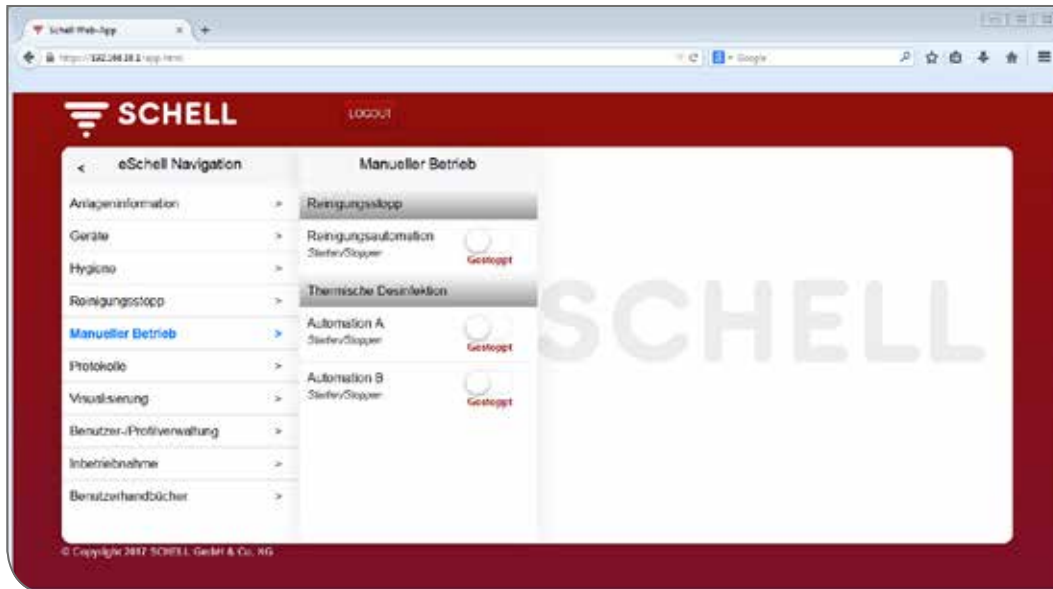 Schell Web-App
Google
SCHELL
LOGOUT
< eSchell Navigation
Anlageninformation >
Geräte >
Hygiene >
Reinigungsstopp >
Manueller Betrieb >
Protokolle >
Visualisierung >
Benutzer-/Profilverwaltung >
Inbetriebnahme >
Benutzerhandbücher >
Manueller Betrieb
Reinigungsstopp
Reinigungsautomation
Starten/Stoppen
Gestoppt
Thermische Desinfektion
Automation A
Starten/Stoppen
Gestoppt
Automation B
Starten/Stoppen
Gestoppt
SCHELL
© Copyright 2017 SCHELL GmbH & Co. KG